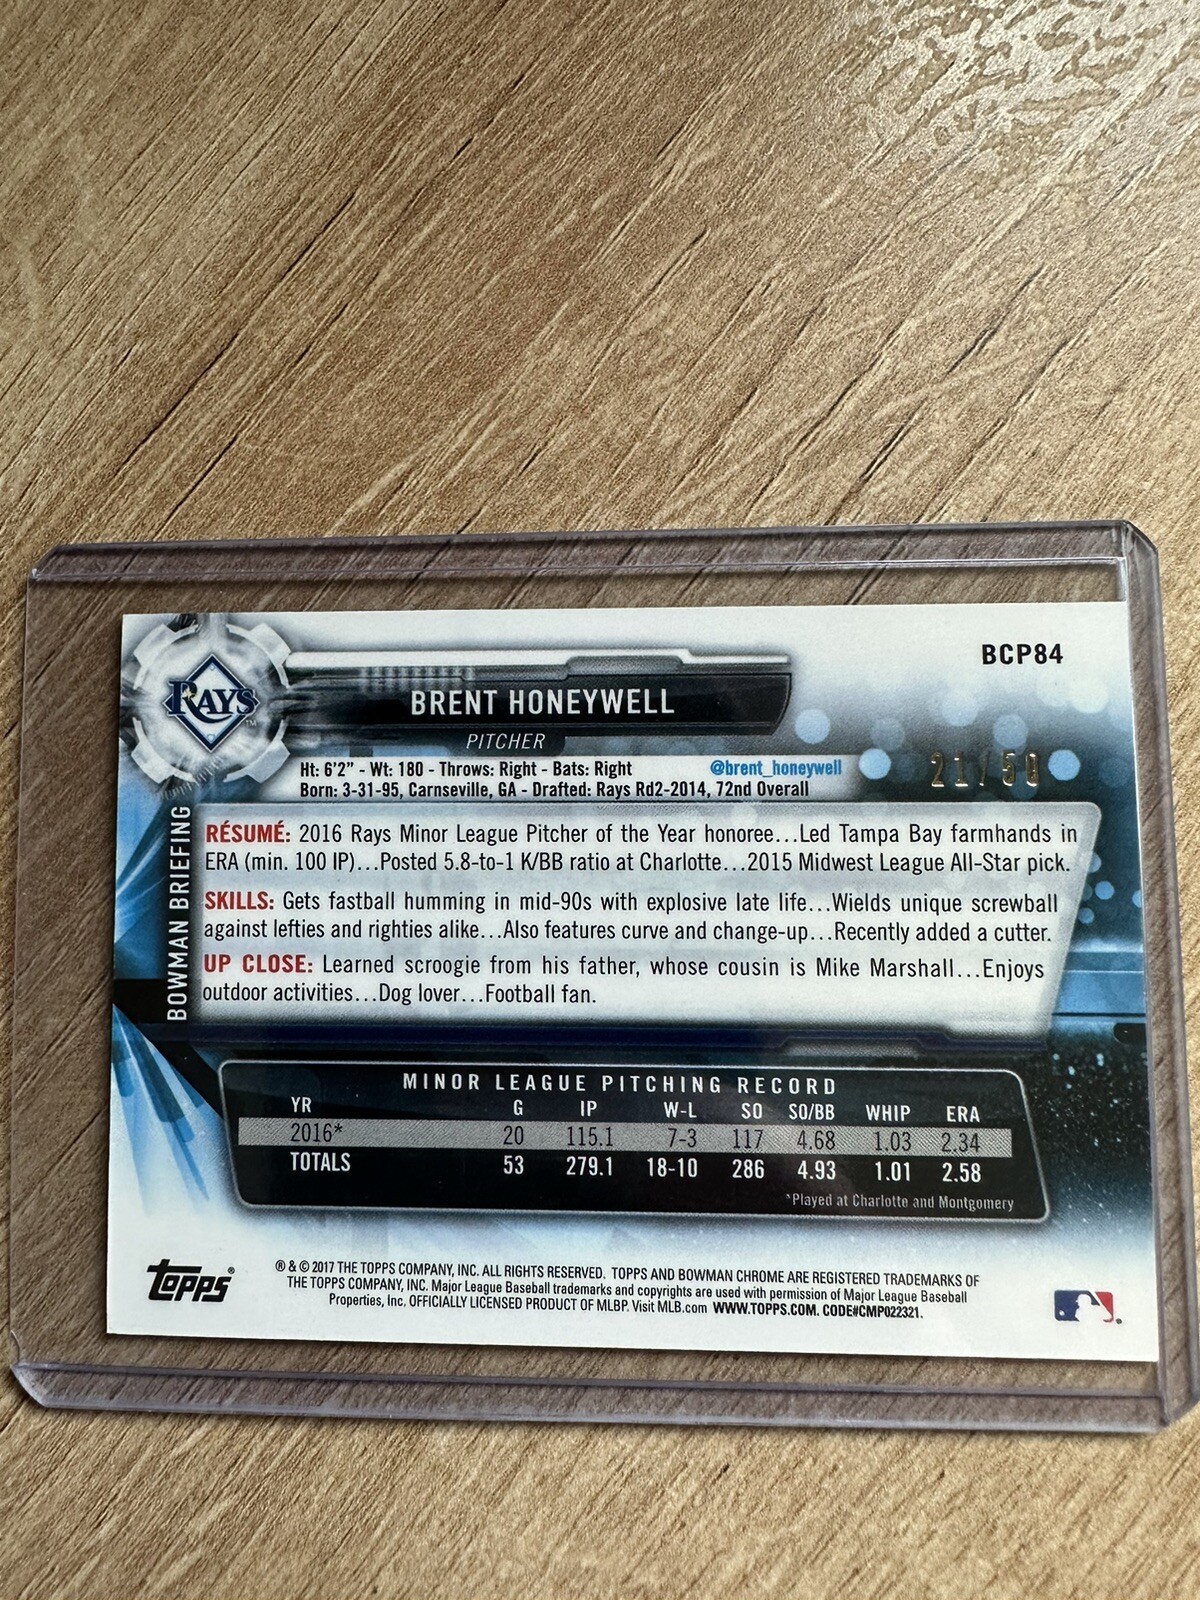 BCP84
RAYS
TM
BRENT HONEYWELL
PITCHER
Ht: 6'2" - Wt: 180 - Throws: Right - Bats: Right
@brent_honeywell
21/50
Born: 3-31-95, Carnseville, GA - Drafted: Rays Rd2-2014, 72nd Overall
BOWMAN BRIEFING
RÉSUMÉ: 2016 Rays Minor League Pitcher of the Year honoree...Led Tampa Bay farmhands in
ERA (min. 100 IP)...Posted 5.8-to-1 K/BB ratio at Charlotte...2015 Midwest League All-Star pick.
SKILLS: Gets fastball humming in mid-90s with explosive late life...Wields unique screwball
against lefties and righties alike...Also features curve and change-up...Recently added a cutter.
UP CLOSE: Learned scroogie from his father, whose cousin is Mike Marshall...Enjoys
outdoor activities...Dog lover...Football fan.
MINOR LEAGUE PITCHING RECORD
YR G IP W-L SO SO/BB WHIP ERA
2016* 20 115.1 7-3 117 4.68 1.03 2.34
TOTALS 53 279.1 18-10 286 4.93 1.01 2.58
*Played at Charlotte and Montgomery
topps®
® & © 2017 THE TOPPS COMPANY, INC. ALL RIGHTS RESERVED. TOPPS AND BOWMAN CHROME ARE REGISTERED TRADEMARKS OF
THE TOPPS COMPANY, INC. Major League Baseball trademarks and copyrights are used with permission of Major League Baseball
Properties, Inc. OFFICIALLY LICENSED PRODUCT OF MLBP. Visit MLB.com WWW.TOPPS.COM. CODE#CMP022321.